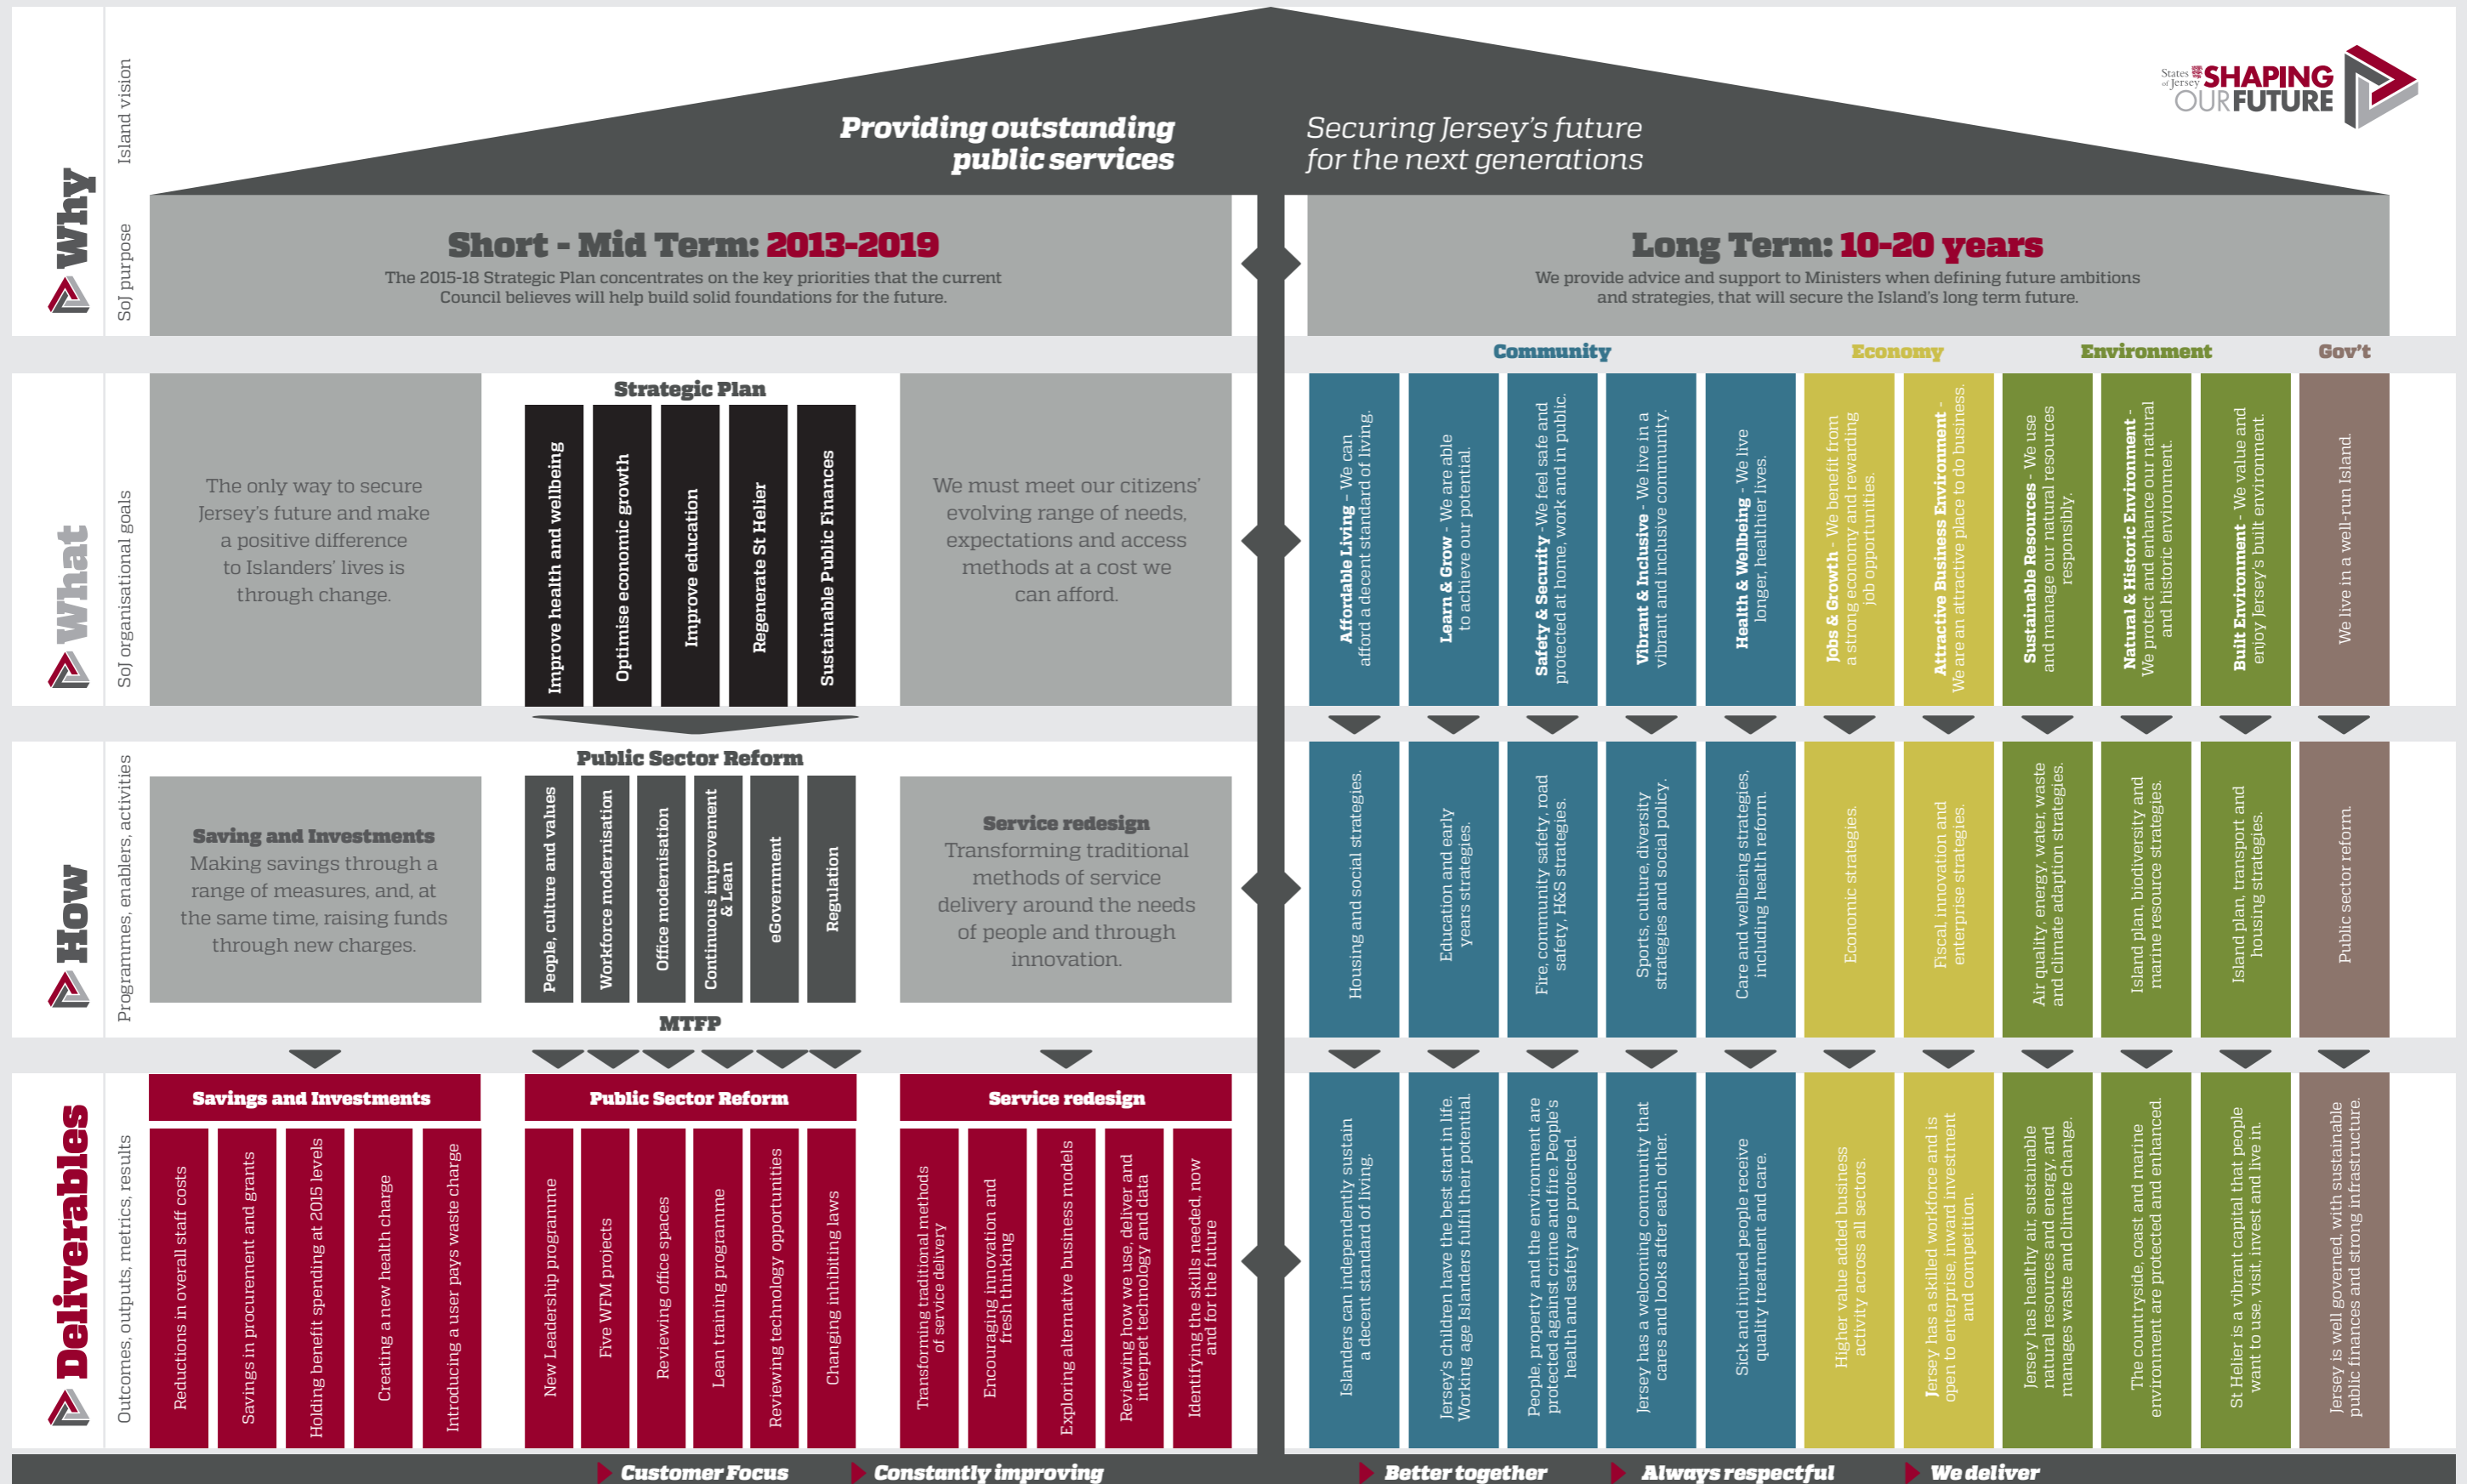 States
of Jersey
SHAPING
OUR FUTURE
Why
Island vision
SoJ purpose
Providing outstanding
public services
Securing Jersey's future
for the next generations
Short - Mid Term: 2013-2019
The 2015-18 Strategic Plan concentrates on the key priorities that the current
Council believes will help build solid foundations for the future.
Long Term: 10-20 years
We provide advice and support to Ministers when defining future ambitions
and strategies, that will secure the Island's long term future.
Community
Economy
Environment
Gov't
What
SoJ organisational goals
The only way to secure
Jersey's future and make
a positive difference
to Islanders' lives is
through change.
Strategic Plan
Improve health and wellbeing
Optimise economic growth
Improve education
Regenerate St Helier
Sustainable Public Finances
We must meet our citizens'
evolving range of needs,
expectations and access
methods at a cost we
can afford.
Affordable Living – We can
afford a decent standard of living.
Learn & Grow - We are able
to achieve our potential.
Safety & Security -We feel safe and
protected at home, work and in public.
Vibrant & Inclusive - We live in a
vibrant and inclusive community.
Health & Wellbeing - We live
longer, healthier lives.
Jobs & Growth - We benefit from
a strong economy and rewarding
job opportunities.
Attractive Business Environment -
We are an attractive place to do business.
Sustainable Resources - We use
and manage our natural resources
responsibly.
Natural & Historic Environment -
We protect and enhance our natural
and historic environment.
Built Environment - We value and
enjoy Jersey's built environment.
We live in a well-run Island.
How
Programmes, enablers, activities
Saving and Investments
Making savings through a
range of measures, and, at
the same time, raising funds
through new charges.
Public Sector Reform
People, culture and values
Workforce modernisation
Office modernisation
Continuous improvement
& Lean
eGovernment
Regulation
MTFP
Service redesign
Transforming traditional
methods of service
delivery around the needs
of people and through
innovation.
Housing and social strategies.
Education and early
years strategies.
Fire, community safety, road
safety, H&S strategies.
Sports, culture, diversity
strategies and social policy.
Care and wellbeing strategies,
including health reform.
Economic strategies.
Fiscal, innovation and
enterprise strategies.
Air quality, energy, water, waste
and climate adaption strategies.
Island plan, biodiversity and
marine resource strategies.
Island plan, transport and
housing strategies.
Public sector reform.
Deliverables
Outcomes, outputs, metrics, results
Savings and Investments
Reductions in overall staff costs
Savings in procurement and grants
Holding benefit spending at 2015 levels
Creating a new health charge
Introducing a user pays waste charge
Public Sector Reform
New Leadership programme
Five WFM projects
Reviewing office spaces
Lean training programme
Reviewing technology opportunities
Changing inhibiting laws
Service redesign
Transforming traditional methods
of service delivery
Encouraging innovation and
fresh thinking
Exploring alternative business models
Reviewing how we use, deliver and
interpret technology and data
Identifying the skills needed, now
and for the future
Islanders can independently sustain
a decent standard of living.
Jersey's children have the best start in life.
Working age Islanders fulfil their potential.
People, property and the environment are
protected against crime and fire. People's
health and safety are protected.
Jersey has a welcoming community that
cares and looks after each other.
Sick and injured people receive
quality treatment and care.
Higher value added business
activity across all sectors.
Jersey has a skilled workforce and is
open to enterprise, inward investment
and competition.
Jersey has healthy air, sustainable
natural resources and energy, and
manages waste and climate change.
The countryside, coast and marine
environment are protected and enhanced.
St Helier is a vibrant capital that people
want to use, visit, invest and live in.
Jersey is well governed, with sustainable
public finances and strong infrastructure.
Customer Focus
Constantly improving
Better together
Always respectful
We deliver